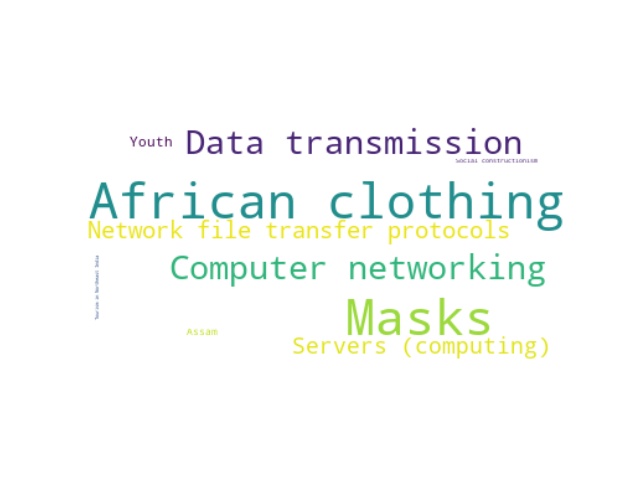 Youth
Data transmission
Social constructionism
African clothing
Network file transfer protocols
Computer networking
Tourism in Northeast India
Masks
Assam
Servers (computing)